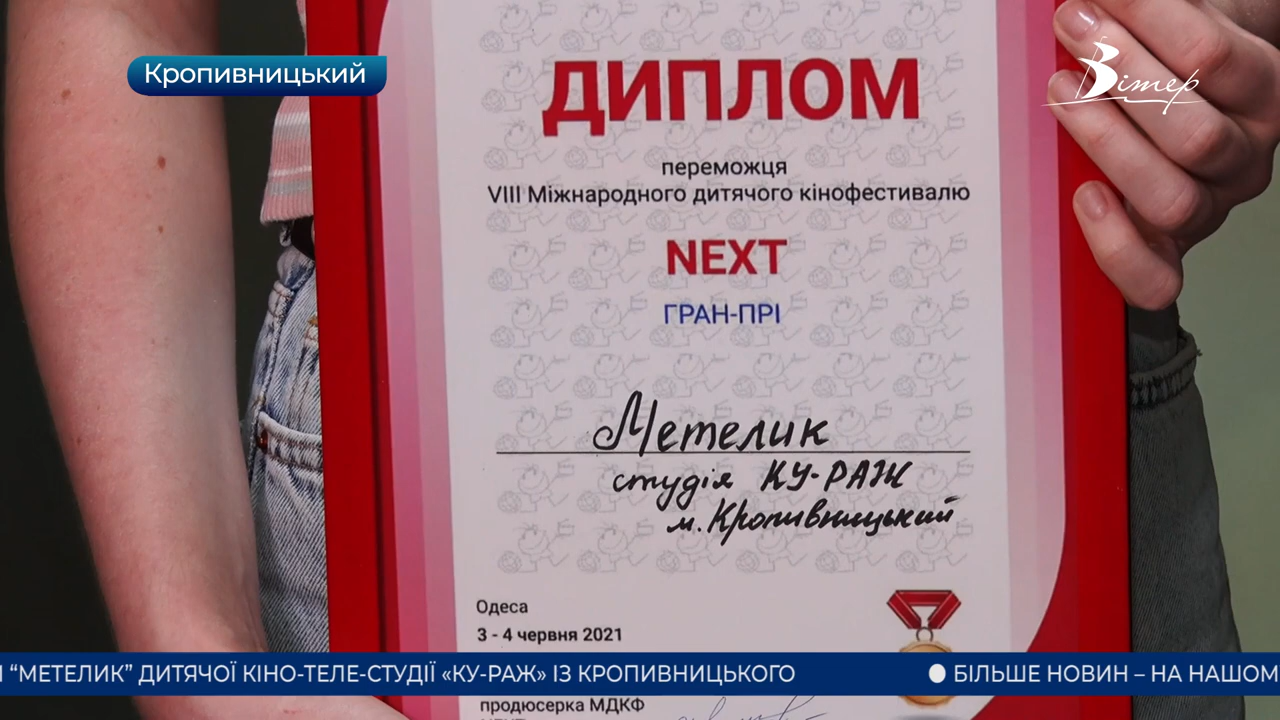 Кропивницький
Вітер
ДИПЛОМ
переможця
VIII Міжнародного дитячого кінофестивалю
NEXT
ГРАН-ПРІ
Метелик
студія КУ-РАЖ
м. Кропивницький
Одеса
3 - 4 червня 2021
“МЕТЕЛИК” ДИТЯЧОЇ КІНО-ТЕЛЕ-СТУДІЇ «КУ-РАЖ» ІЗ КРОПИВНИЦЬКОГО
БІЛЬШЕ НОВИН – НА НАШОМ
продюсерка МДКФ